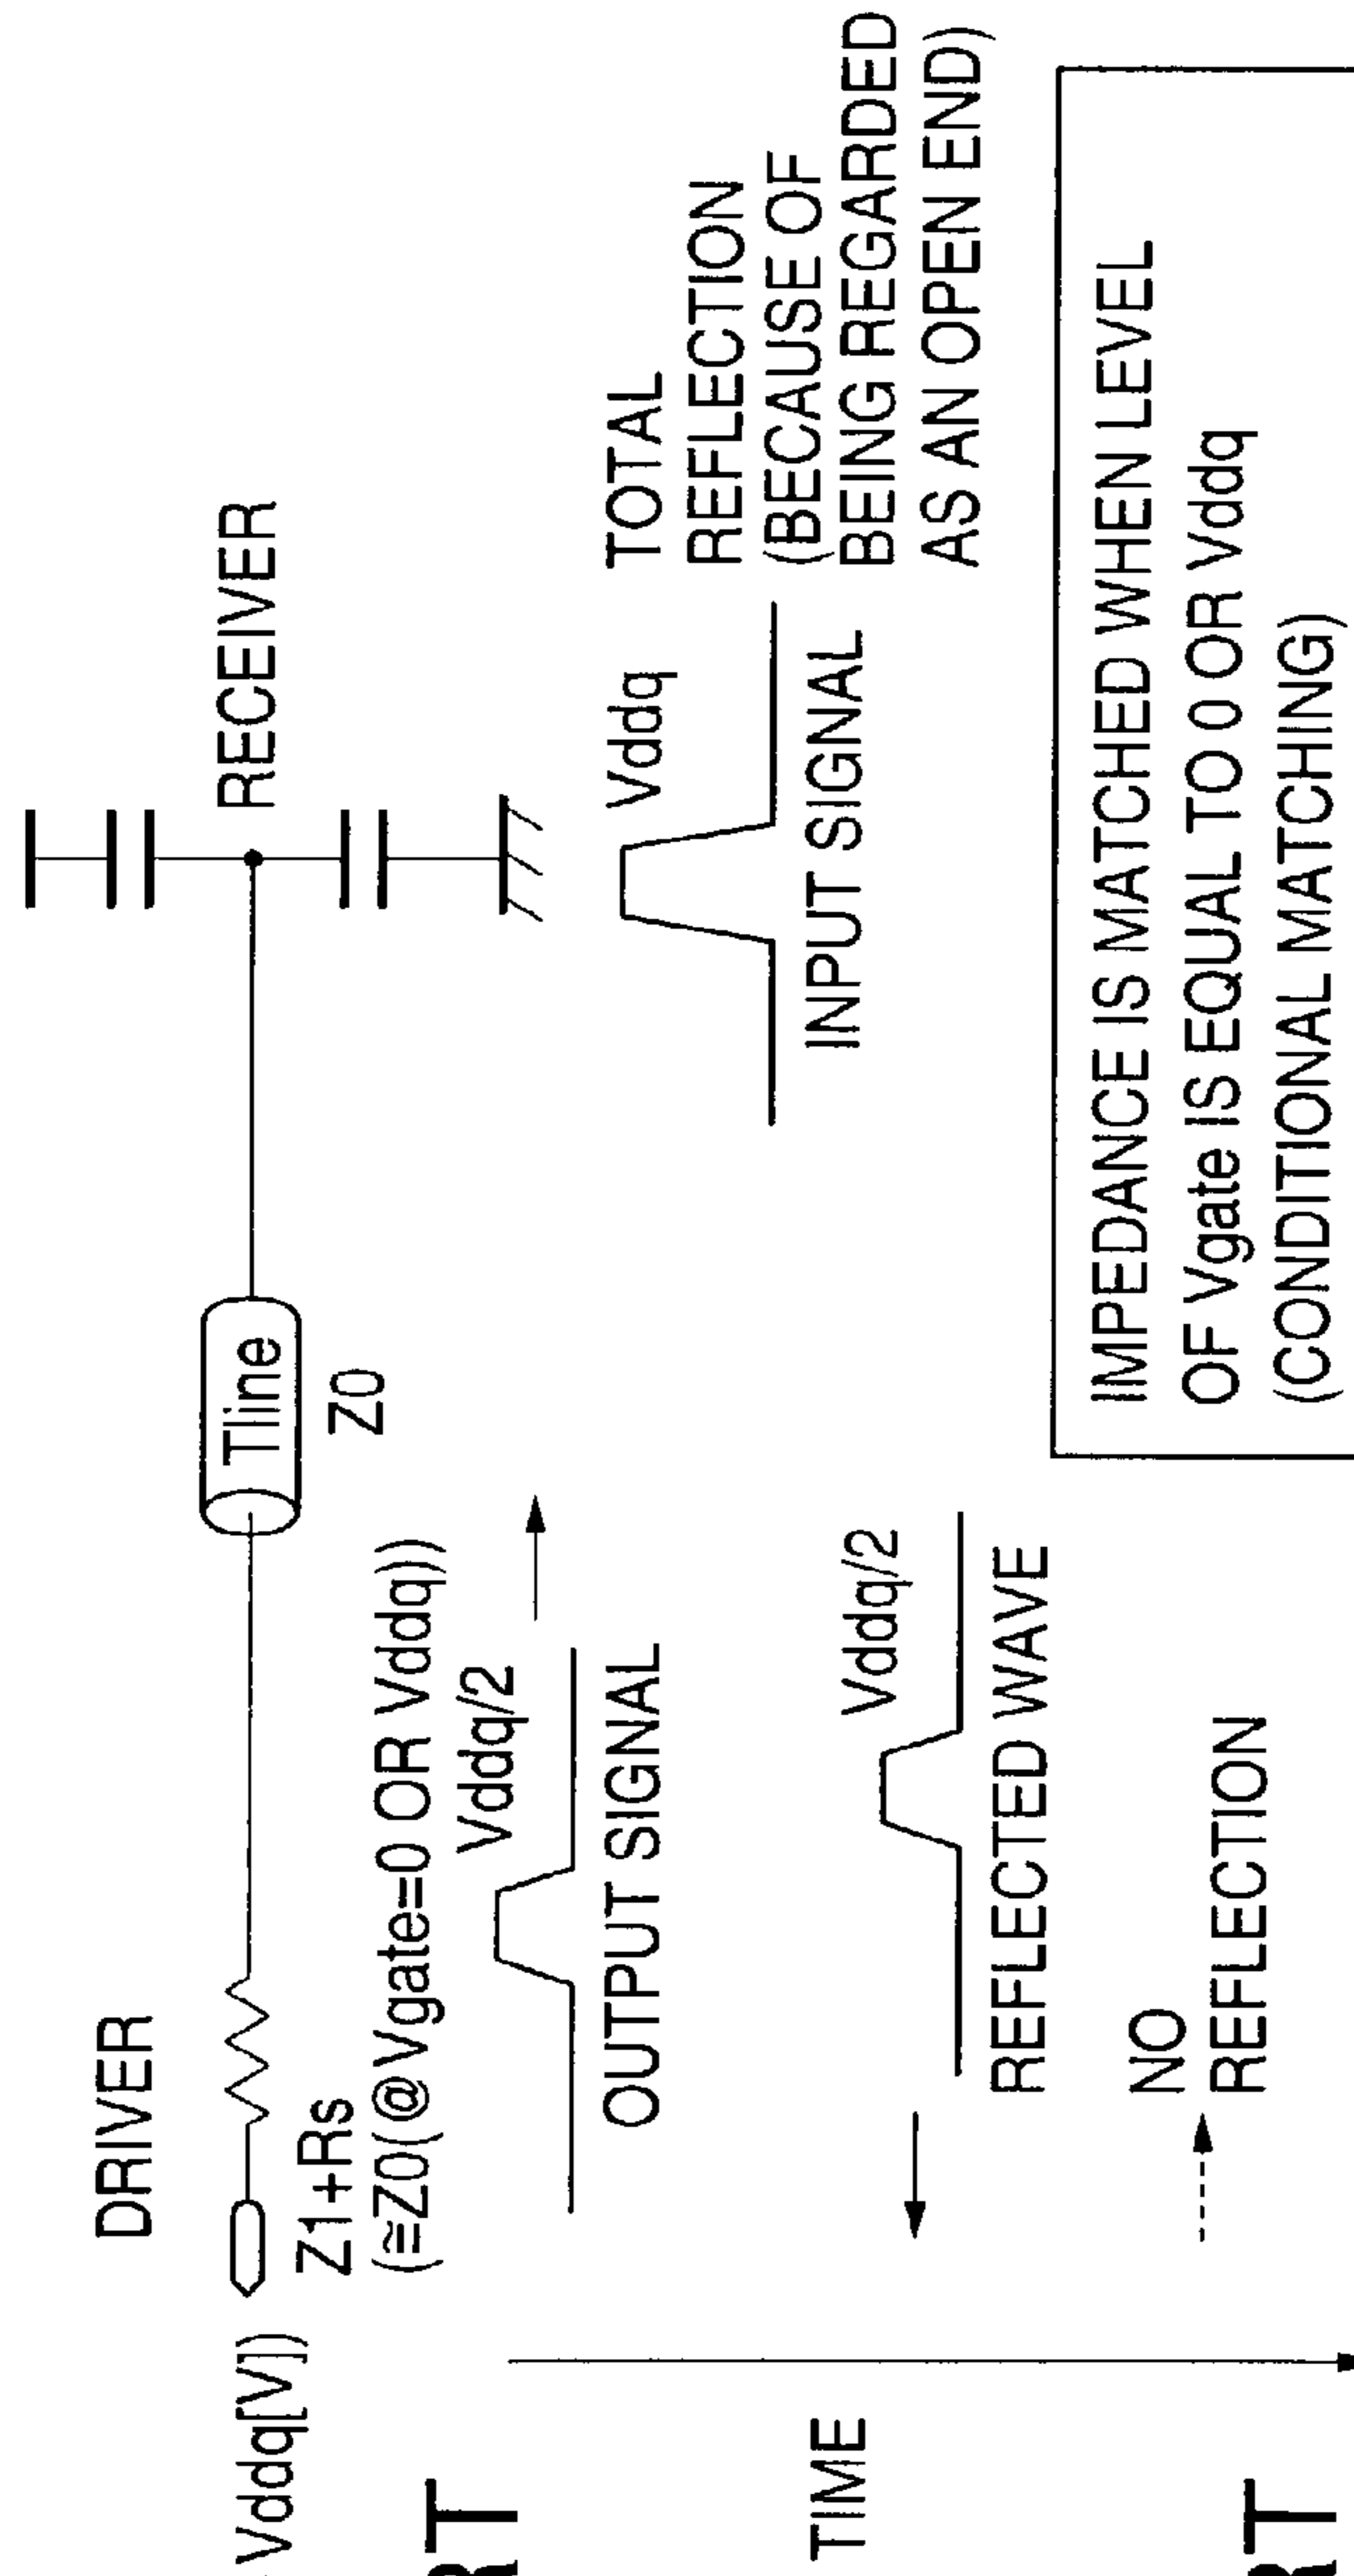 DRIVER
RECEIVER
Vddq[V])
Tline
Z1+Rs
Z0
(≅Z0(@Vgate=0 OR Vddq))
Vddq/2
OUTPUT SIGNAL
Vddq
INPUT SIGNAL
TOTAL
REFLECTION
(BECAUSE OF
BEING REGARDED
AS AN OPEN END)
TIME
Vddq/2
REFLECTED WAVE
NO
REFLECTION
IMPEDANCE IS MATCHED WHEN LEVEL
OF Vgate IS EQUAL TO 0 OR Vddq
(CONDITIONAL MATCHING)